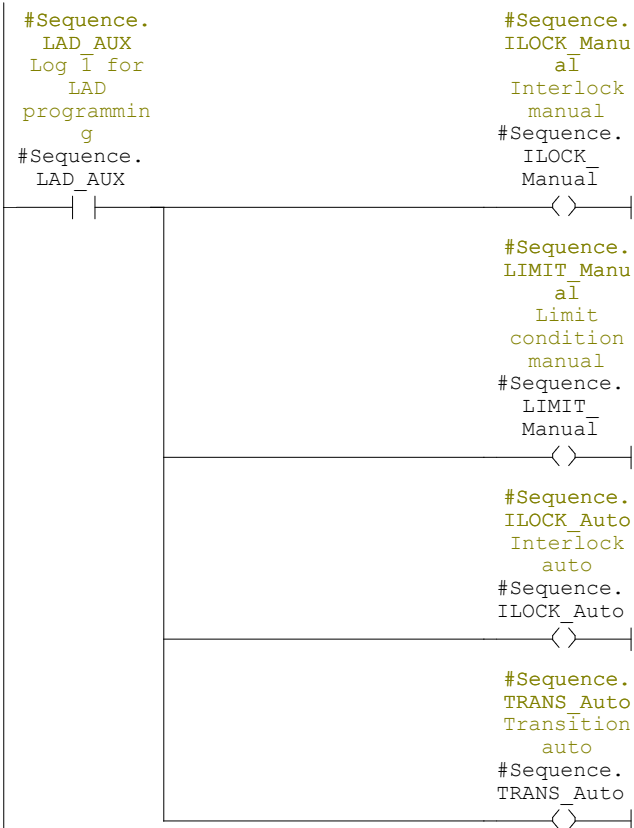 #Sequence.
LAD_AUX
Log 1 for
LAD
programmin
g
#Sequence.
LAD_AUX
#Sequence.
ILOCK_Manu
al
Interlock
manual
#Sequence.
ILOCK_
Manual
#Sequence.
LIMIT_Manu
al
Limit
condition
manual
#Sequence.
LIMIT_
Manual
#Sequence.
ILOCK_Auto
Interlock
auto
#Sequence.
ILOCK_Auto
#Sequence.
TRANS_Auto
Transition
auto
#Sequence.
TRANS_Auto